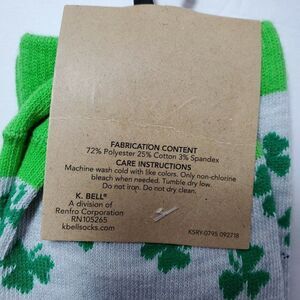 FABRICATION CONTENT
72% Polyester 25% Cotton 3% Spandex
CARE INSTRUCTIONS
Machine wash cold with like colors. Only non-chlorine
bleach when needed. Tumble dry low.
Do not iron. Do not dry clean.
K. BELL®
A division of
Renfro Corporation
RN105265
kbellsocks.com
KSRY-0795 092718